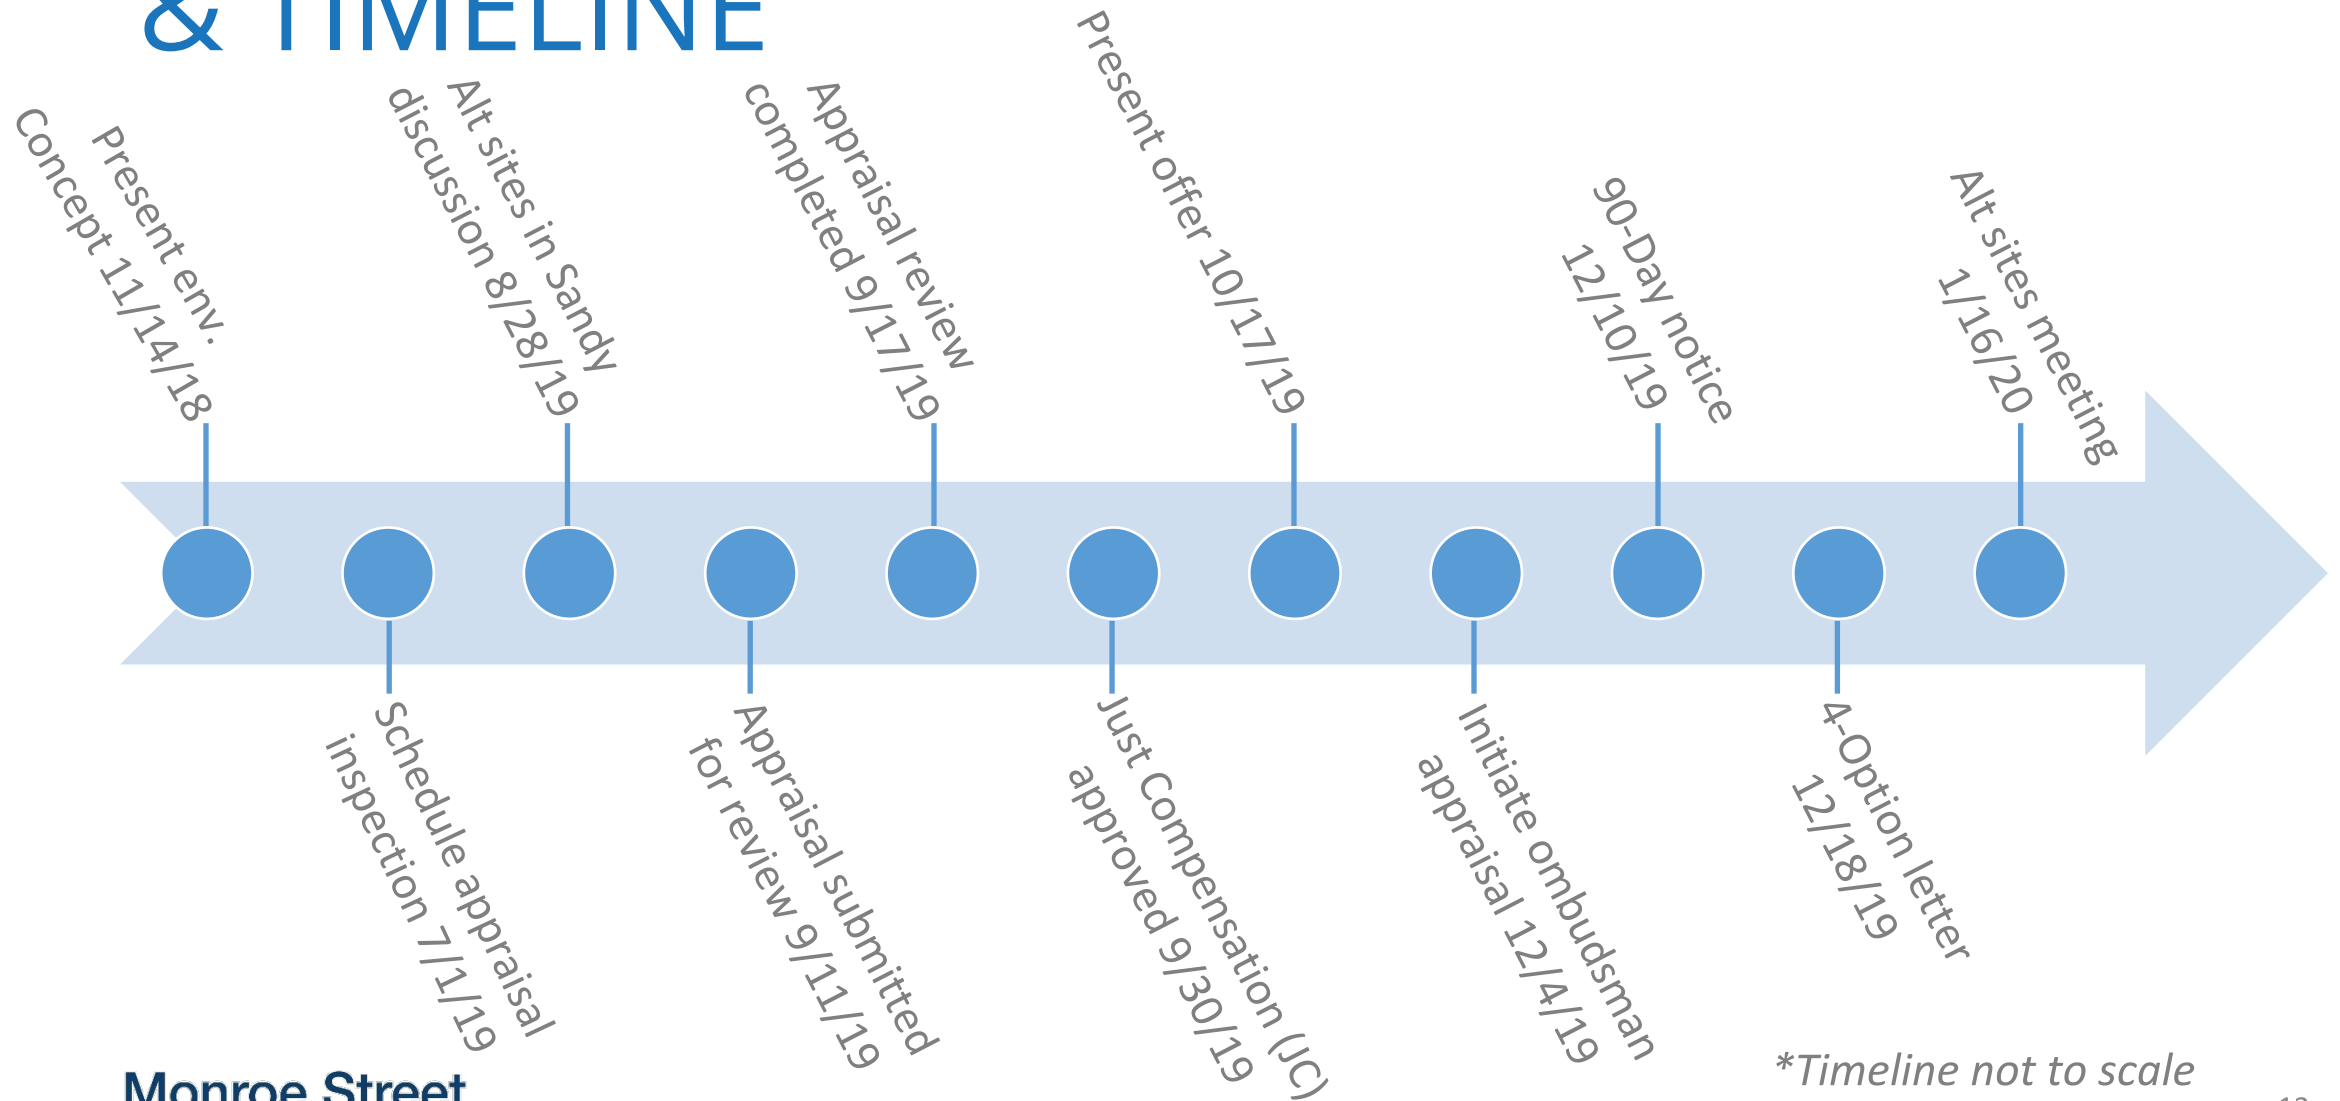 & TIMELINE
Present env.
Concept 11/14/18
Schedule appraisal
inspection 7/1/19
Alt sites in Sandy
discussion 8/28/19
Appraisal submitted
for review 9/11/19
Appraisal review
completed 9/17/19
Just Compensation (JC)
approved 9/30/19
Present offer 10/17/19
Initiate ombudsman
appraisal 12/4/19
90-Day notice
12/10/19
4-Option letter
12/18/19
Alt sites meeting
1/16/20
*Timeline not to scale
Monroe Street